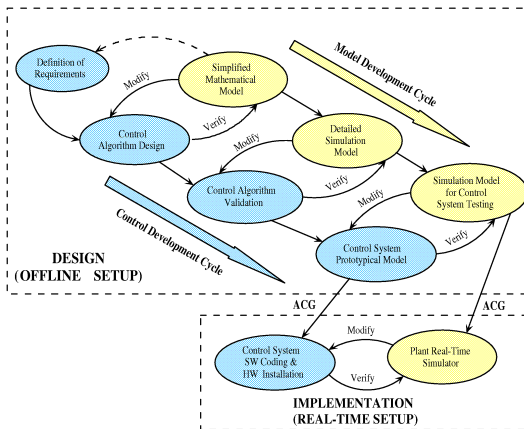 Definition of
Requirements
Simplified
Mathematical
Model
Model Development Cycle
Modify
Verify
Control
Algorithm Design
Detailed
Simulation
Model
Modify
Verify
Control Algorithm
Validation
Simulation Model
for Control
System Testing
Modify
Verify
Control System
Prototypical Model
Control Development Cycle
DESIGN
(OFFLINE SETUP)
ACG
ACG
Control System
SW Coding &
HW Installation
Modify
Verify
Plant Real-Time
Simulator
IMPLEMENTATION
(REAL-TIME SETUP)